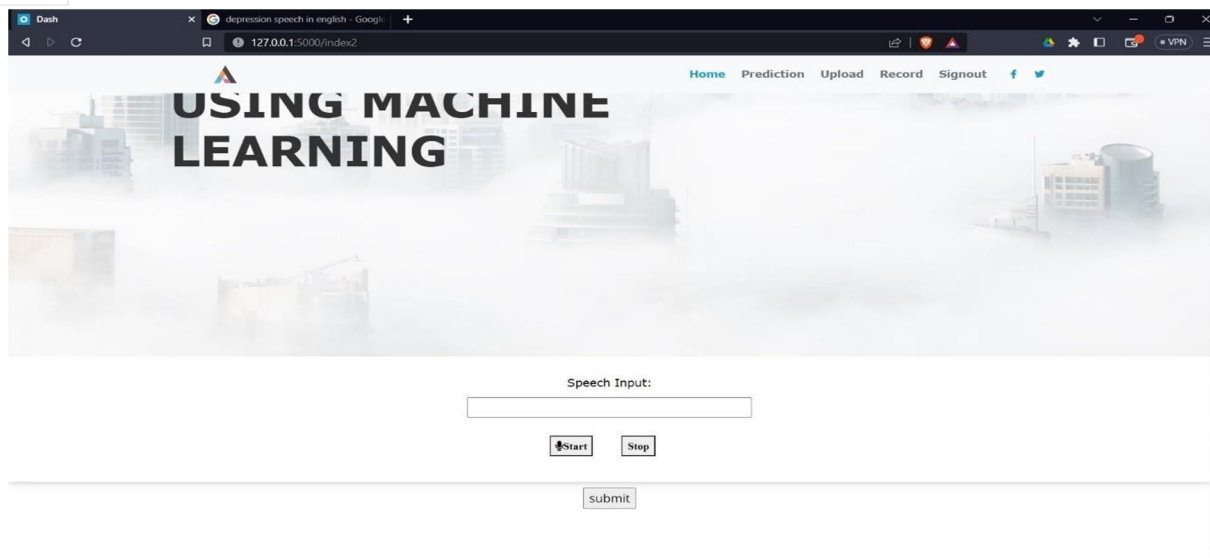 Dash
depression speech in english - Google
127.0.0.1:5000/index2
VPN
Home Prediction Upload Record Signout
USING MACHINE
LEARNING
Speech Input:
Start Stop
submit